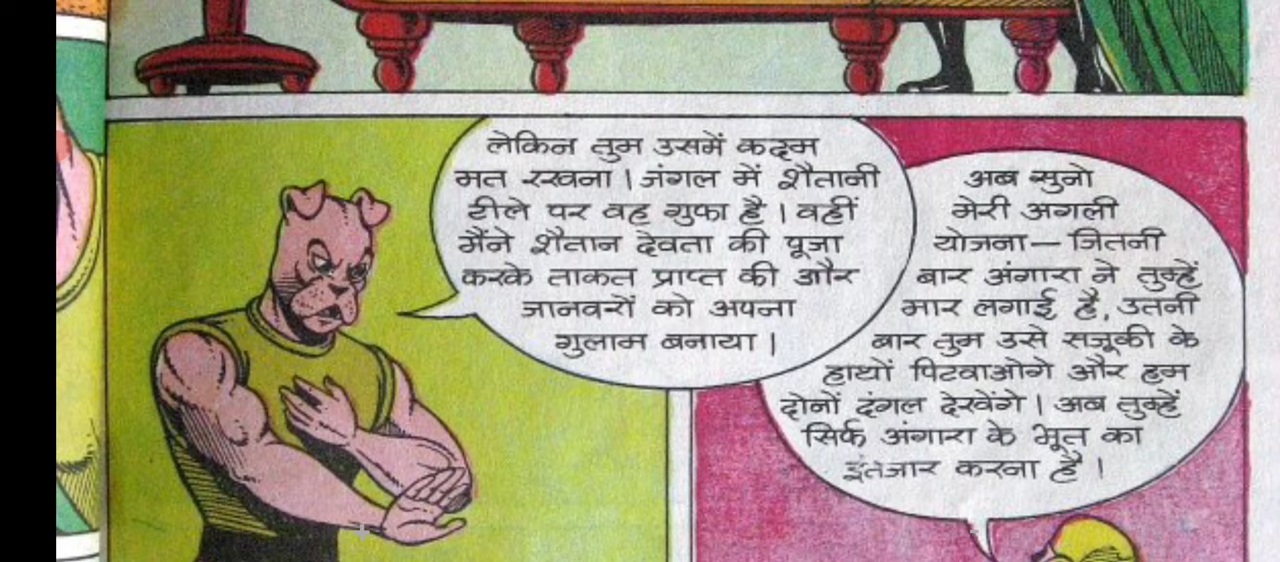 लेकिन तुम उसमें कदम
मत रखना। जंगल में शैतानी
टीले पर वह गुफा है। वहीं
मैंने शैतान देवता की पूजा
करके ताकत प्राप्त की और
जानवरों को अपना
गुलाम बनाया।
अब सुनो
मेरी अगली
योजना— जितनी
बार अंगारा ने तुम्हें
मार लगाई है, उतनी
बार तुम उसे सजूकी के
हाथों पिटवाओगे और हम
दोनों दंगल देखेंगे। अब तुम्हें
सिर्फ अंगारा के भूत का
इंतजार करना है।